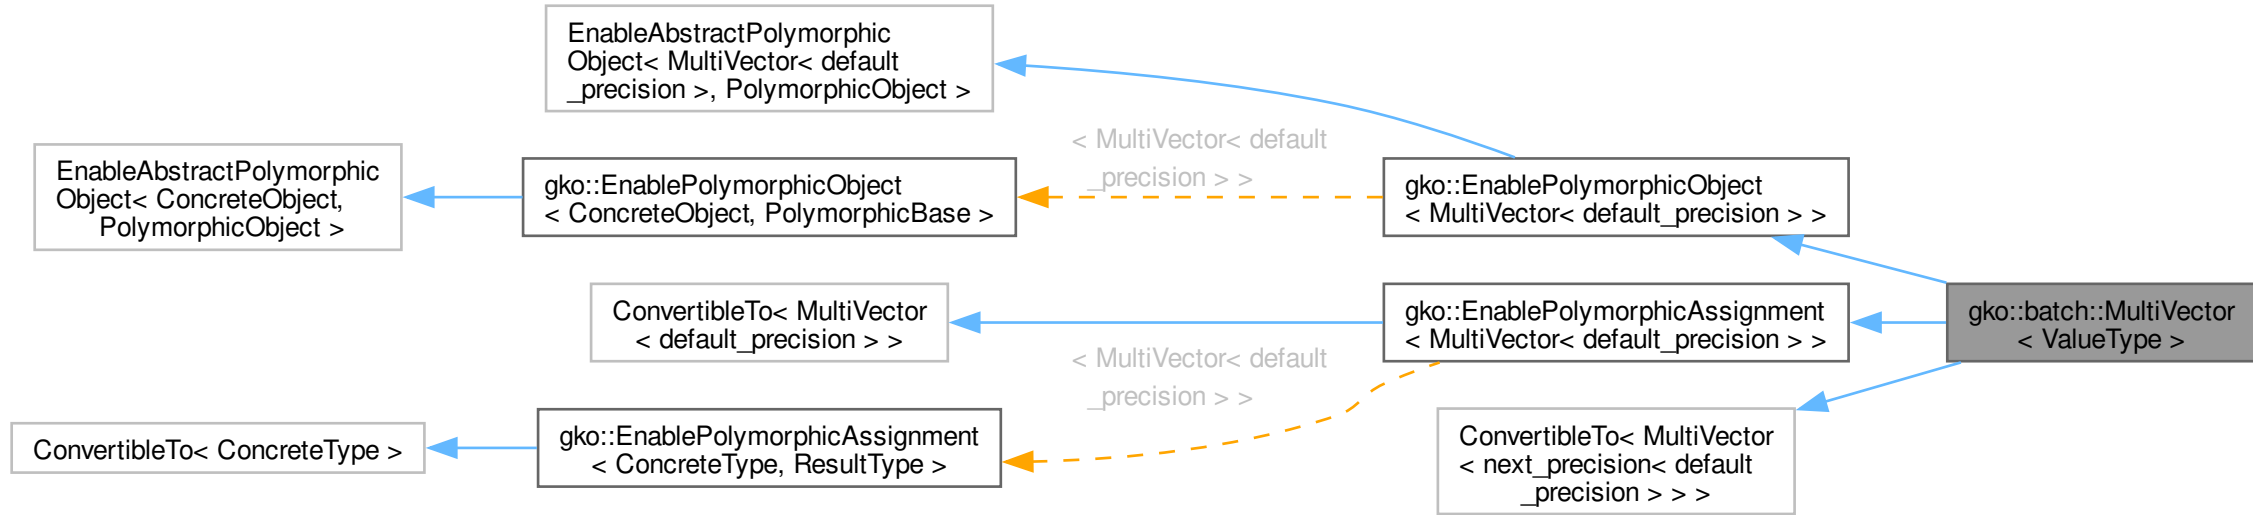 EnableAbstractPolymorphic
Object< MultiVector< default
_precision >, PolymorphicObject >
< MultiVector< default
_precision > >
EnableAbstractPolymorphic
Object< ConcreteObject,
PolymorphicObject >
gko::EnablePolymorphicObject
< ConcreteObject, PolymorphicBase >
gko::EnablePolymorphicObject
< MultiVector< default_precision > >
ConvertibleTo< MultiVector
< default_precision > >
gko::EnablePolymorphicAssignment
< MultiVector< default_precision > >
gko::batch::MultiVector
< ValueType >
< MultiVector< default
_precision > >
ConvertibleTo< ConcreteType >
gko::EnablePolymorphicAssignment
< ConcreteType, ResultType >
ConvertibleTo< MultiVector
< next_precision< default
_precision > > >